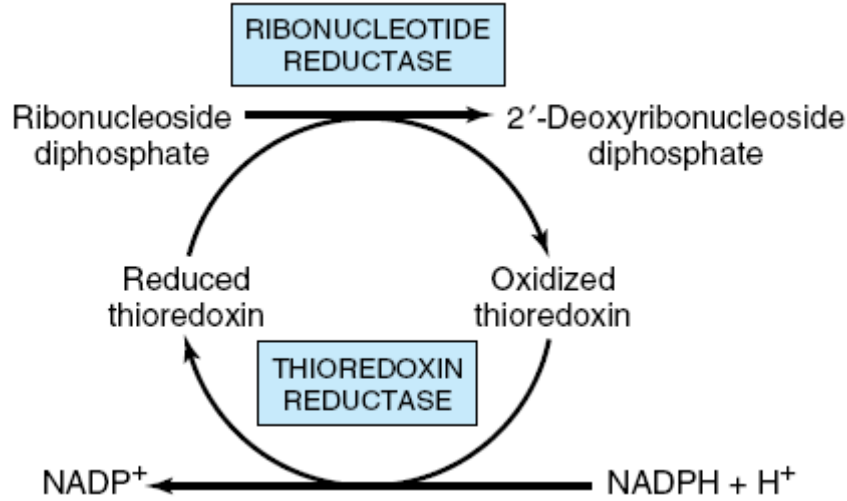 RIBONUCLEOTIDE
REDUCTASE
Ribonucleoside
diphosphate
2′-Deoxyribonucleoside
diphosphate
Reduced
thioredoxin
Oxidized
thioredoxin
THIOREDOXIN
REDUCTASE
NADP⁺
NADPH + H⁺